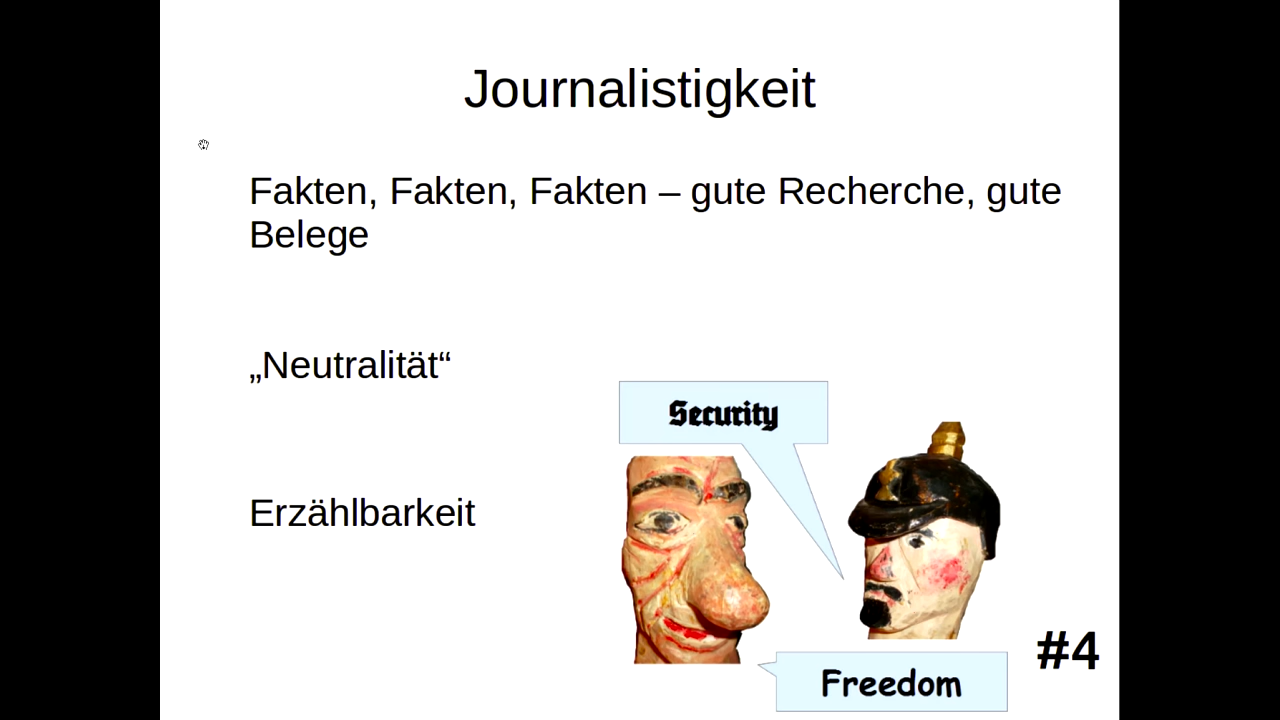 Journalistigkeit
Fakten, Fakten, Fakten – gute Recherche, gute
Belege
„Neutralität“
Security
Erzählbarkeit
#4
Freedom